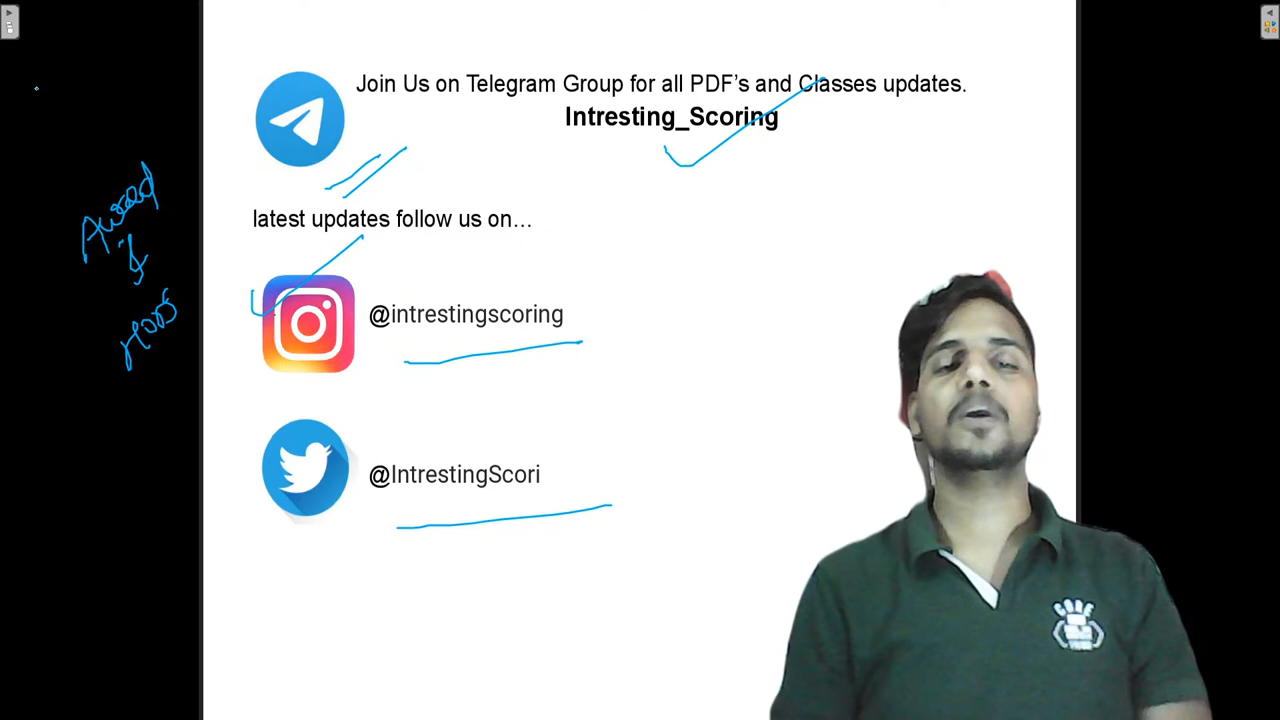 Join Us on Telegram Group for all PDF’s and Classes updates.
Intresting_Scoring
latest updates follow us on…
@intrestingscoring
@IntrestingScori
CORE